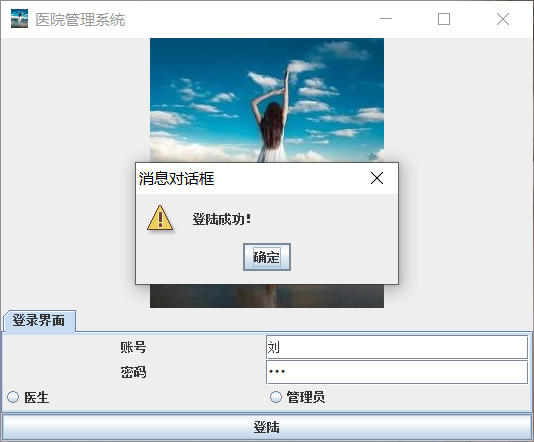 医院管理系统
消息对话框
登陆成功!
确定
登录界面
账号 刘
密码 •••
医生 管理员
登陆